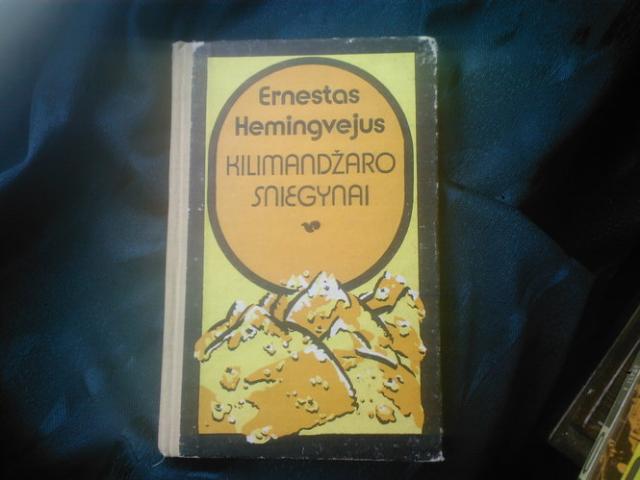 Ernestas
Hemingvejus
KILIMANDŽARO
SNIEGYNAI